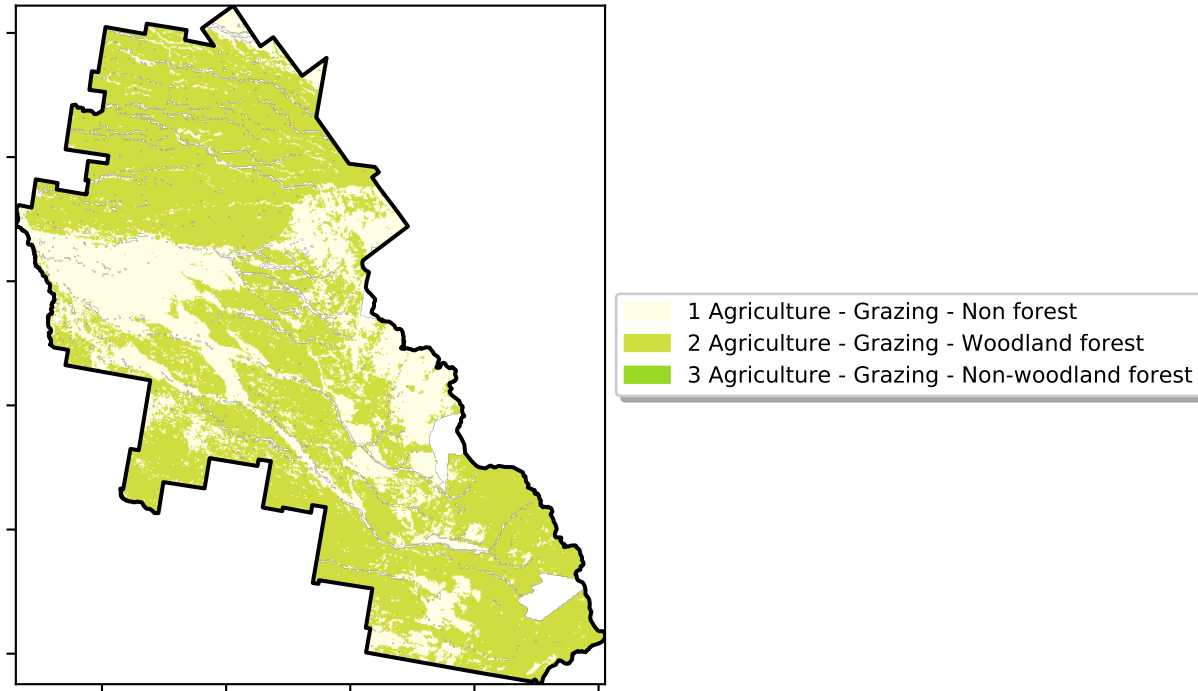 1 Agriculture - Grazing - Non forest
2 Agriculture - Grazing - Woodland forest
3 Agriculture - Grazing - Non-woodland forest